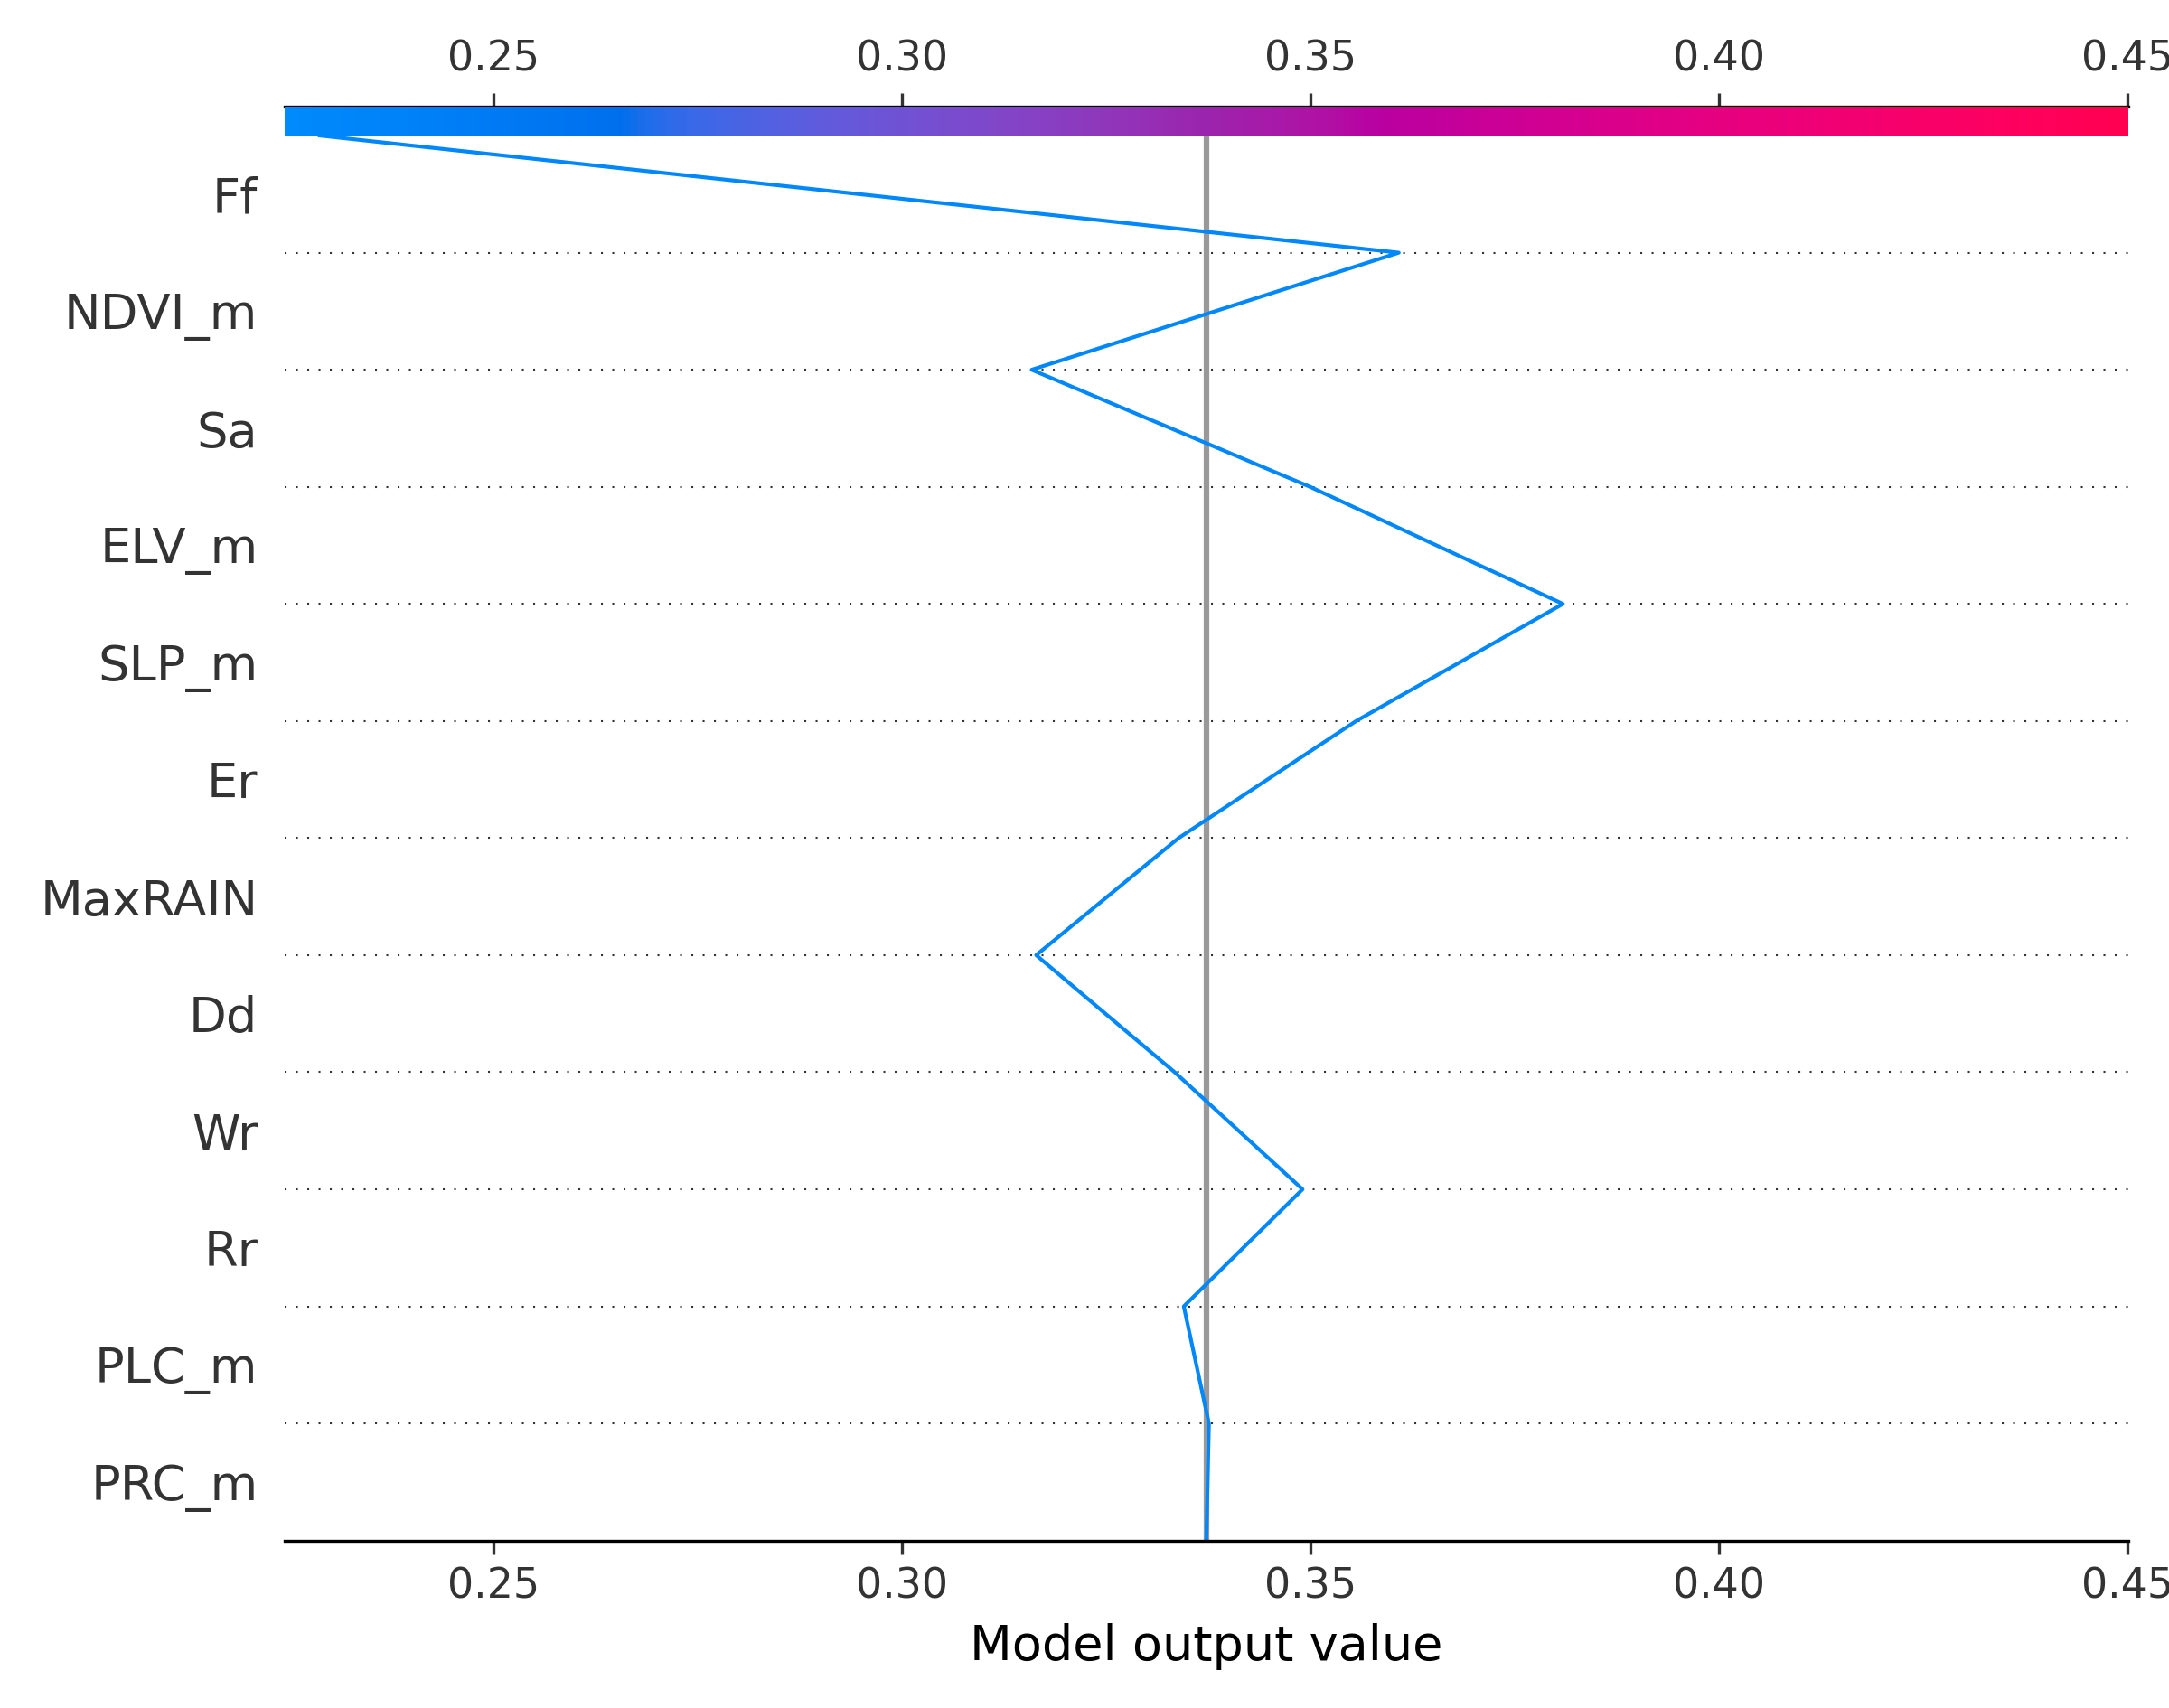 0.25 0.30 0.35 0.40 0.45
Ff
NDVI_m
Sa
ELV_m
SLP_m
Er
MaxRAIN
Dd
Wr
Rr
PLC_m
PRC_m
0.25 0.30 0.35 0.40 0.45
Model output value